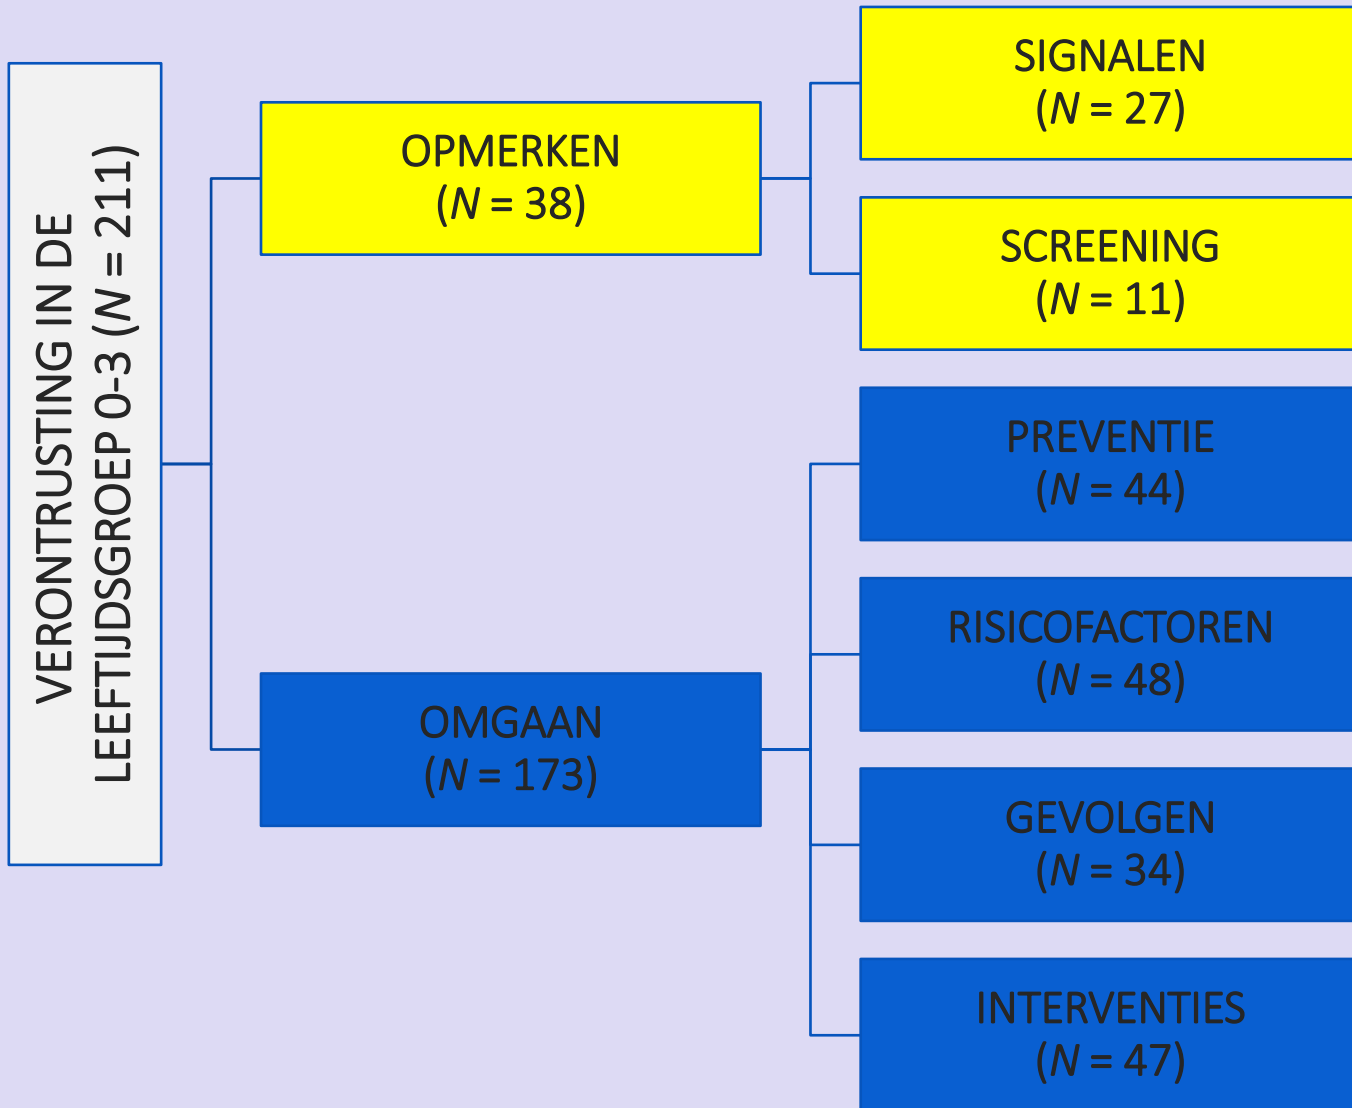 VERONTRUSTING IN DE
LEEFTIJDSGROEP 0-3 (N = 211)
OPMERKEN
(N = 38)
SIGNALEN
(N = 27)
SCREENING
(N = 11)
OMGAAN
(N = 173)
PREVENTIE
(N = 44)
RISICOFACTOREN
(N = 48)
GEVOLGEN
(N = 34)
INTERVENTIES
(N = 47)